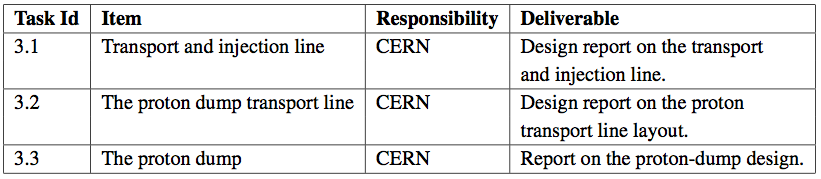 Task Id Item Responsibility Deliverable
3.1 Transport and injection line CERN Design report on the transport
and injection line.
3.2 The proton dump transport line CERN Design report on the proton
transport line layout.
3.3 The proton dump CERN Report on the proton-dump design.